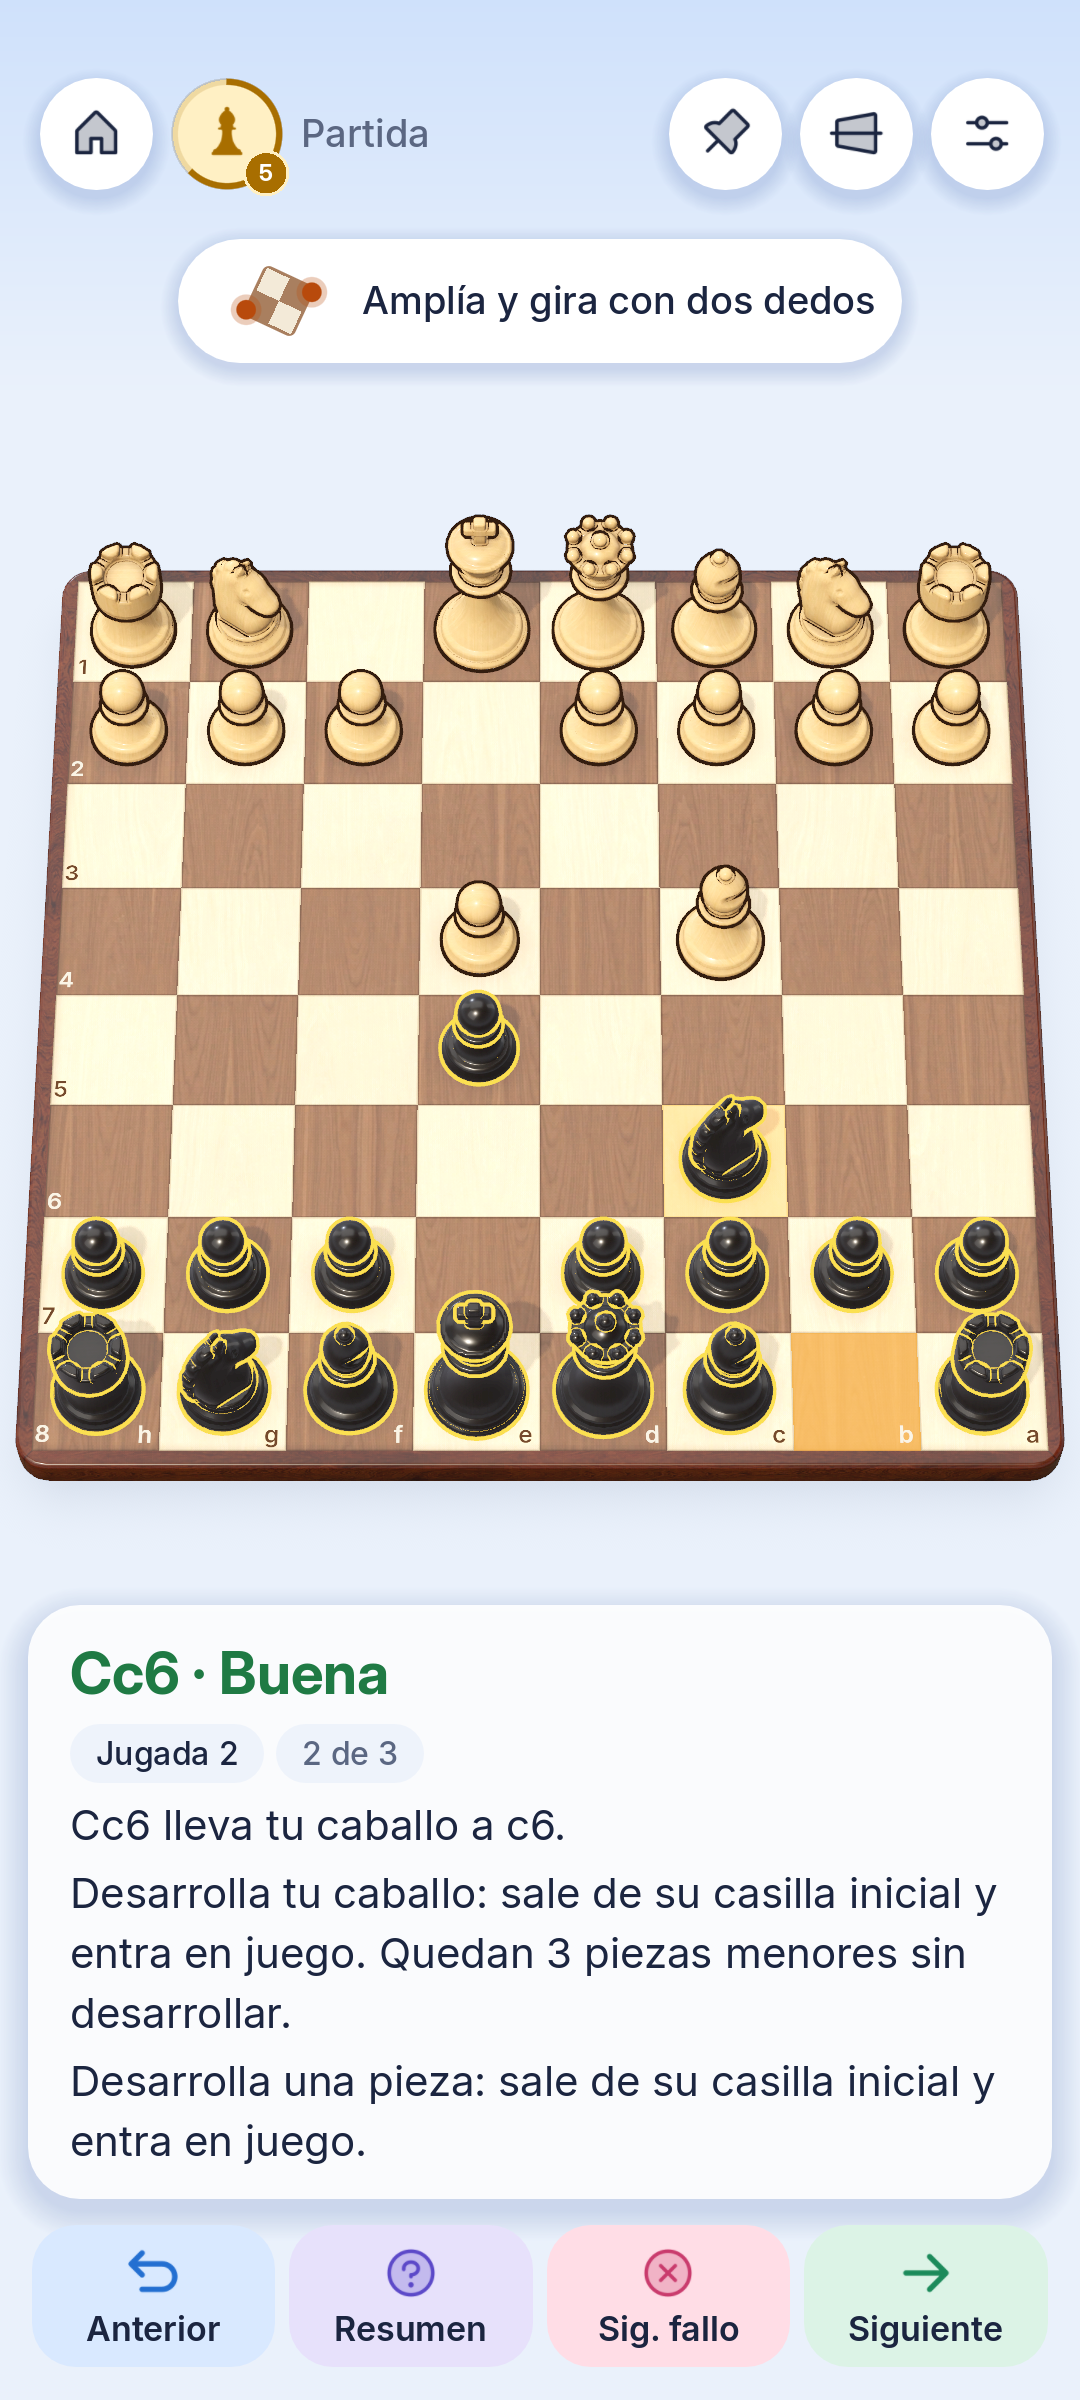 Partida
5
Amplía y gira con dos dedos
1
2
3
4
5
6
7
8 h g f e d c b a
Cc6 · Buena
Jugada 2
2 de 3
Cc6 lleva tu caballo a c6.
Desarrolla tu caballo: sale de su casilla inicial y
entra en juego. Quedan 3 piezas menores sin
desarrollar.
Desarrolla una pieza: sale de su casilla inicial y
entra en juego.
Anterior
Resumen
Sig. fallo
Siguiente